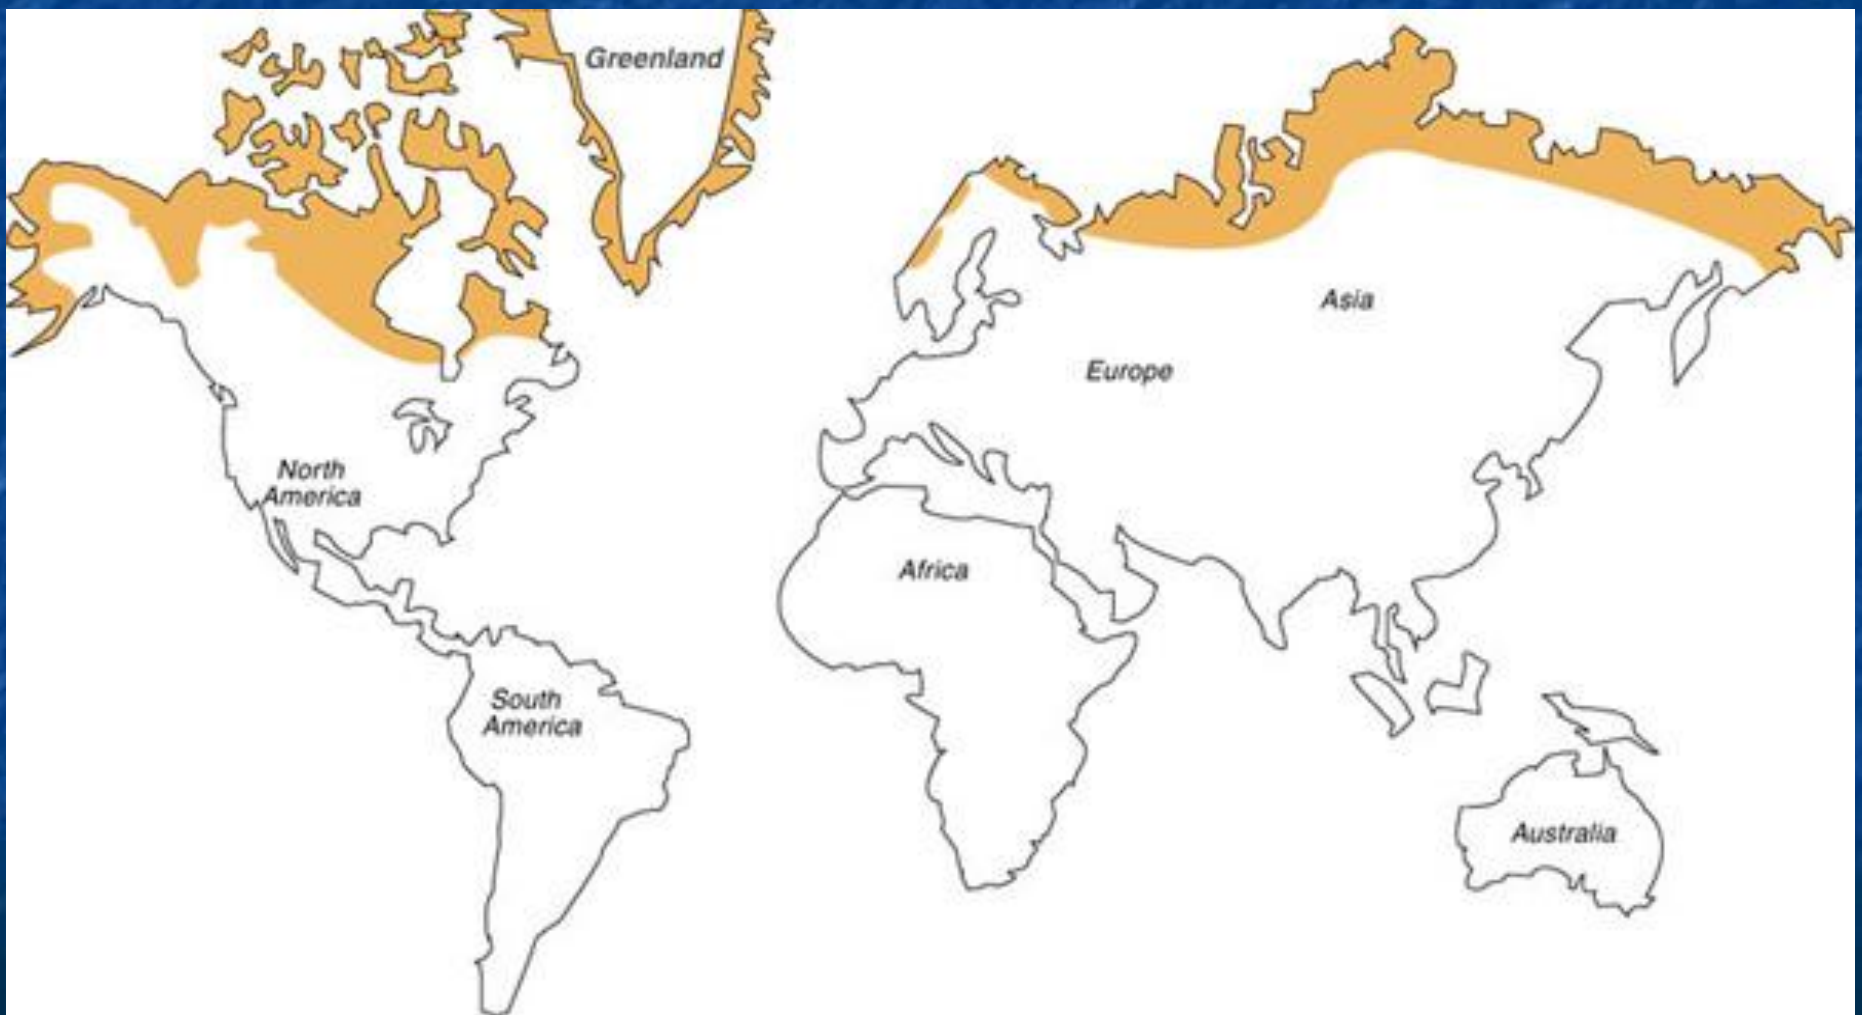 Greenland
Asia
Europe
North
America
Africa
South
America
Australia